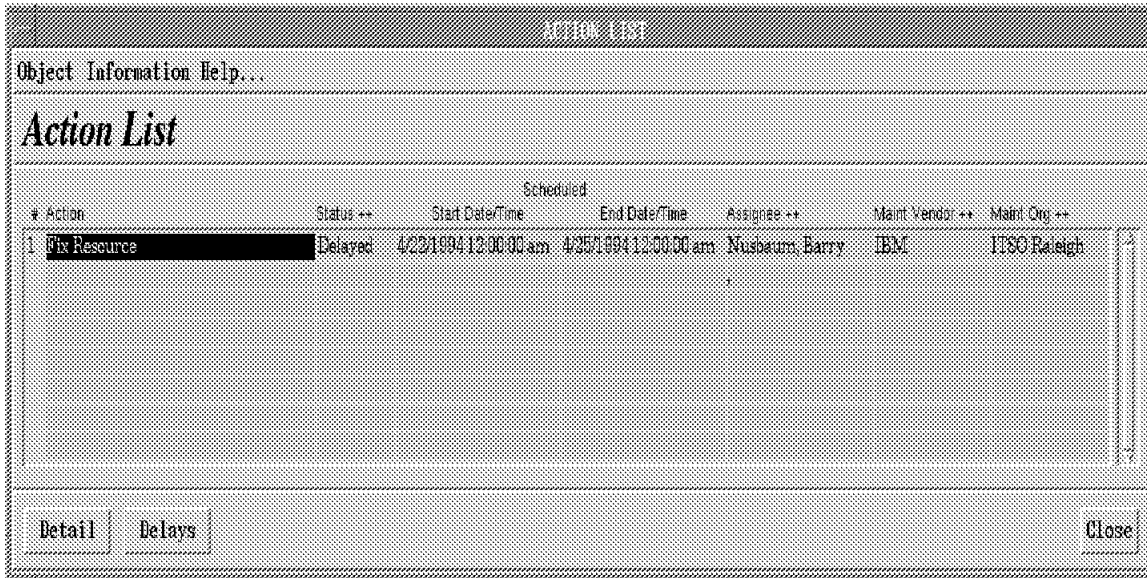 ACTION LIST
Object Information Help...
Action List
Scheduled
# Action Status ++ Start Date/Time End Date/Time Assignee ++ Maint Vendor ++ Maint Org ++
1 Fix Resource Delayed 4/22/1994 12:00:00 am 4/25/1994 12:00:00 am Nusbaum, Barry IBM ITSO Raleigh
,
Detail Delays Close